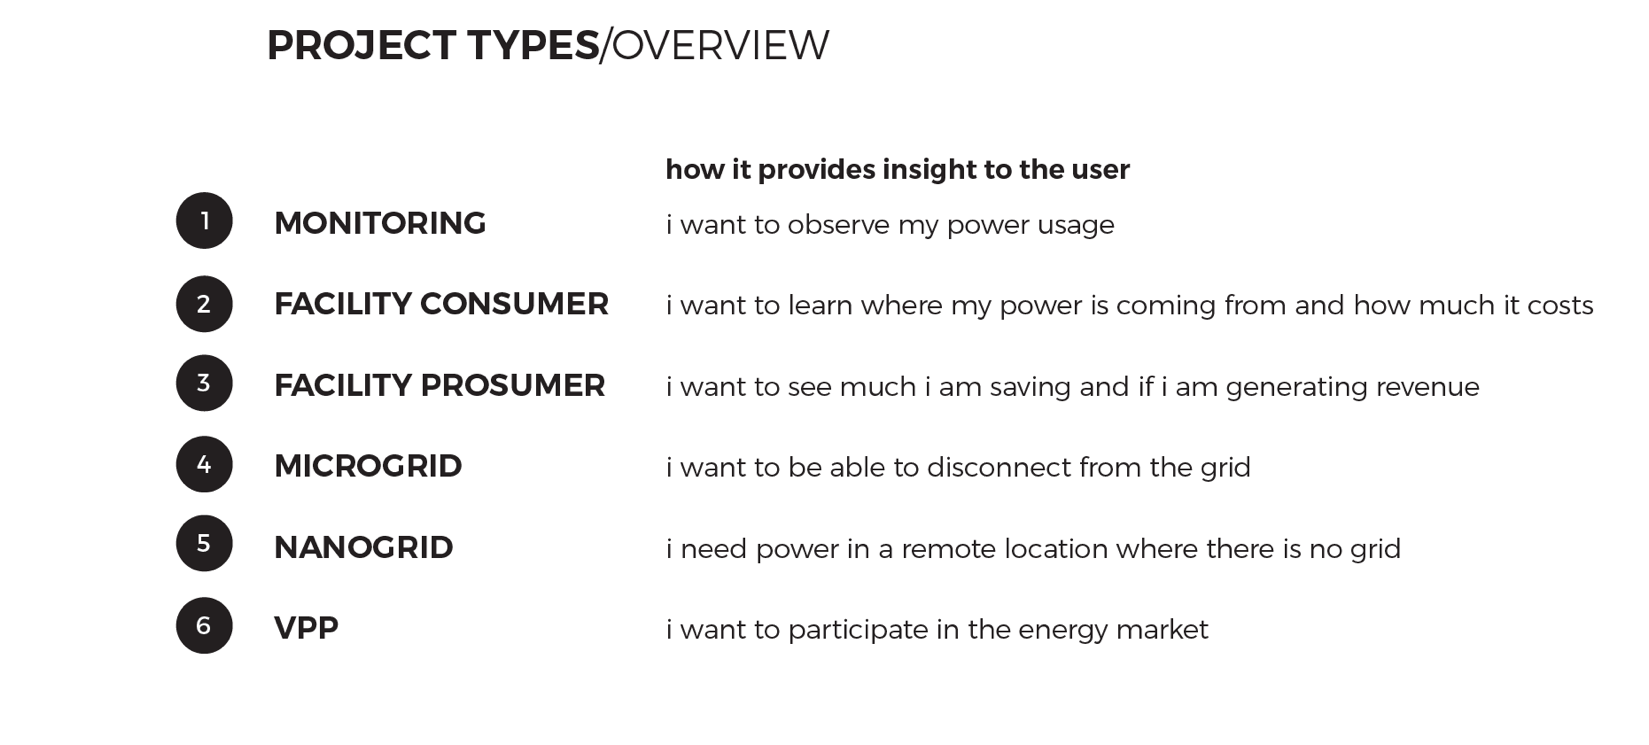 PROJECT TYPES/OVERVIEW
how it provides insight to the user
1 MONITORING i want to observe my power usage
2 FACILITY CONSUMER i want to learn where my power is coming from and how much it costs
3 FACILITY PROSUMER i want to see much i am saving and if i am generating revenue
4 MICROGRID i want to be able to disconnect from the grid
5 NANOGRID i need power in a remote location where there is no grid
6 VPP i want to participate in the energy market